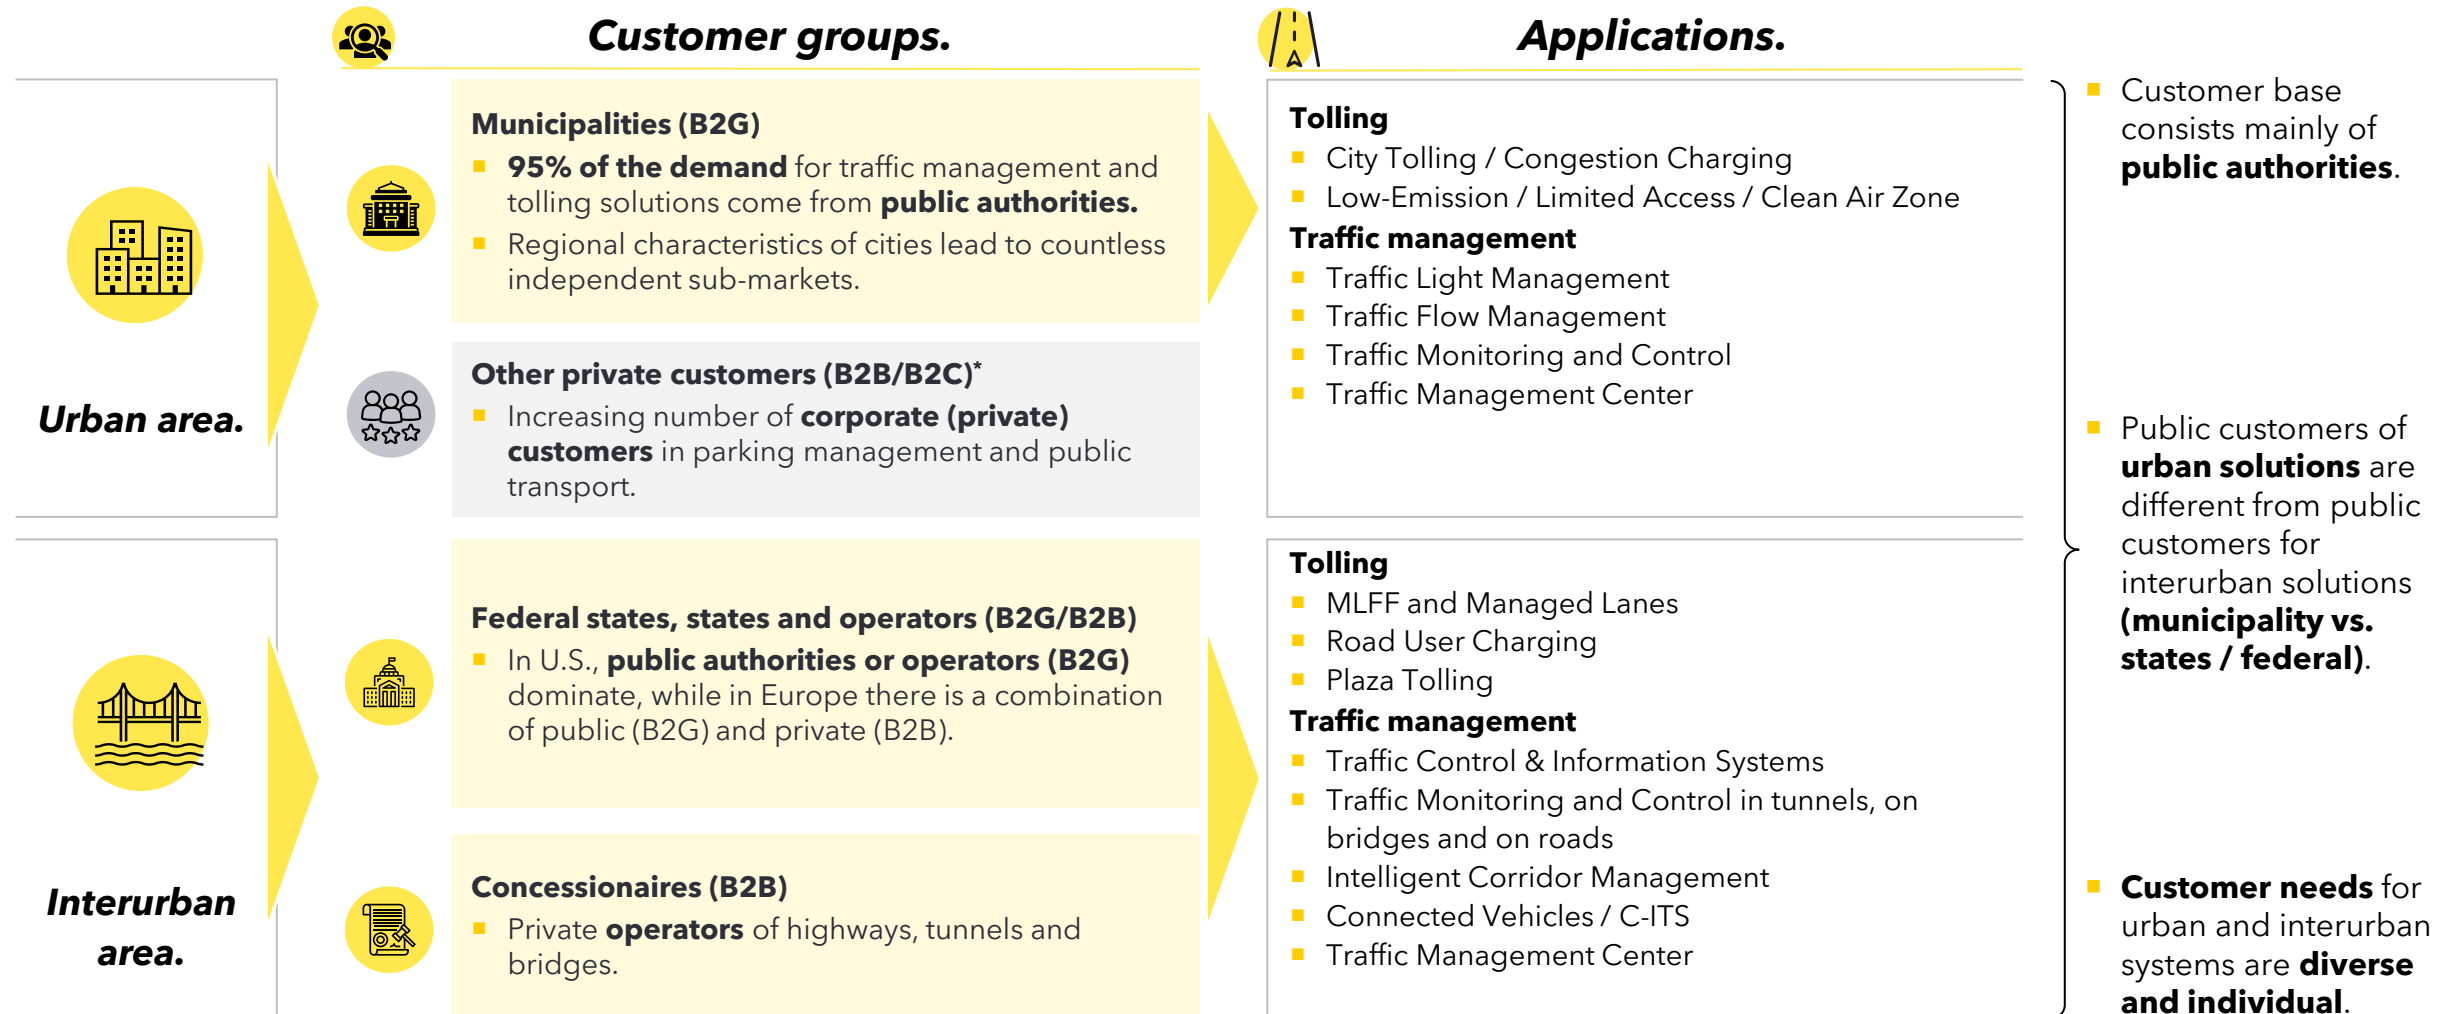 Customer groups.
Applications.
Urban area.
Municipalities (B2G)
95% of the demand for traffic management and
tolling solutions come from public authorities.
Regional characteristics of cities lead to countless
independent sub-markets.
Other private customers (B2B/B2C)*
Increasing number of corporate (private)
customers in parking management and public
transport.
Tolling
City Tolling / Congestion Charging
Low-Emission / Limited Access / Clean Air Zone
Traffic management
Traffic Light Management
Traffic Flow Management
Traffic Monitoring and Control
Traffic Management Center
Interurban
area.
Federal states, states and operators (B2G/B2B)
In U.S., public authorities or operators (B2G)
dominate, while in Europe there is a combination
of public (B2G) and private (B2B).
Concessionaires (B2B)
Private operators of highways, tunnels and
bridges.
Tolling
MLFF and Managed Lanes
Road User Charging
Plaza Tolling
Traffic management
Traffic Control & Information Systems
Traffic Monitoring and Control in tunnels, on
bridges and on roads
Intelligent Corridor Management
Connected Vehicles / C-ITS
Traffic Management Center
Customer base
consists mainly of
public authorities.
Public customers of
urban solutions are
different from public
customers for
interurban solutions
(municipality vs.
states / federal).
Customer needs for
urban and interurban
systems are diverse
and individual.